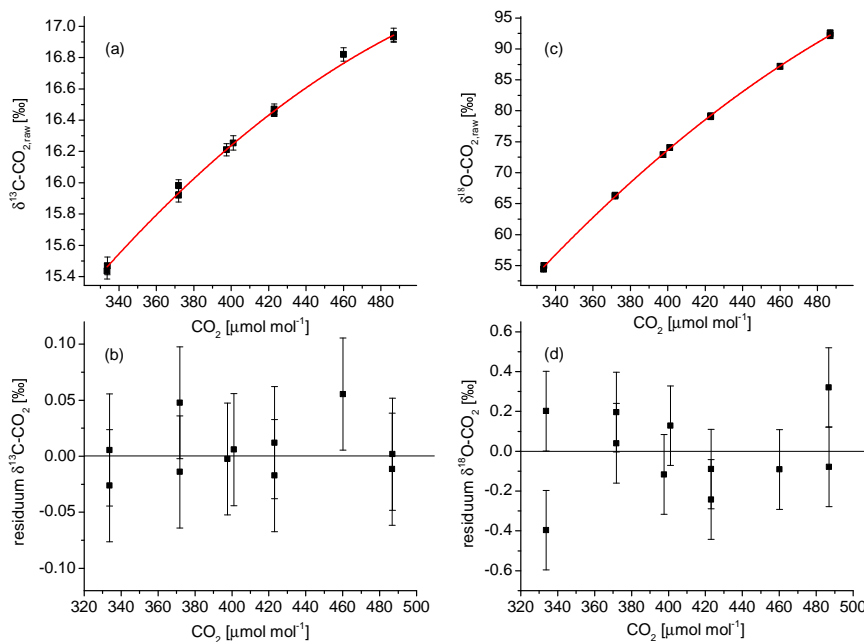 (a)
17.0
16.8
16.6
16.4
16.2
16.0
15.8
15.6
15.4
δ¹³C-CO₂,raw [‰]
340 360 380 400 420 440 460 480
CO₂ [µmol mol⁻¹]
(c)
95
90
85
80
75
70
65
60
55
δ¹⁸O-CO₂,raw [‰]
340 360 380 400 420 440 460 480
CO₂ [µmol mol⁻¹]
(b)
0.10
0.05
0.00
-0.05
-0.10
residuum δ¹³C-CO₂ [‰]
320 340 360 380 400 420 440 460 480 500
CO₂ [µmol mol⁻¹]
(d)
0.6
0.4
0.2
0.0
-0.2
-0.4
-0.6
residuum δ¹⁸O-CO₂ [‰]
320 340 360 380 400 420 440 460 480 500
CO₂ [µmol mol⁻¹]